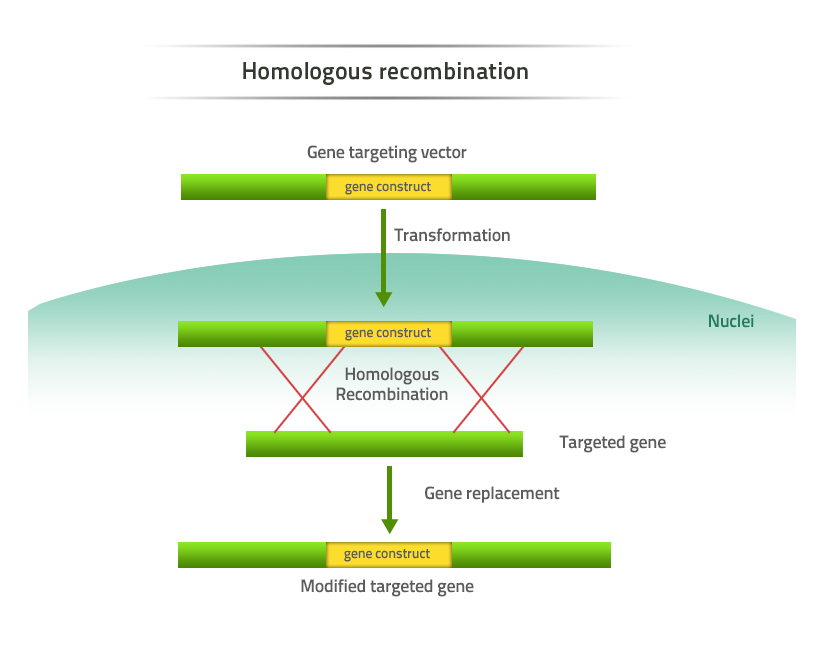 Homologous recombination
Gene targeting vector
gene construct
Transformation
Nuclei
gene construct
Homologous
Recombination
Targeted gene
Gene replacement
gene construct
Modified targeted gene